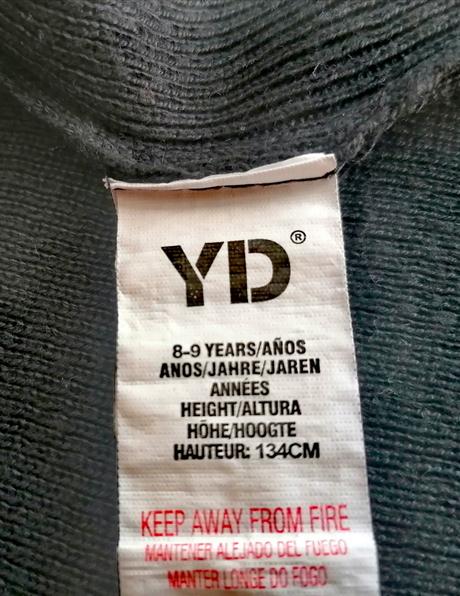 YD®
8-9 YEARS/AÑOS
ANOS/JAHRE/JAREN
ANNÉES
HEIGHT/ALTURA
HÖHE/HOOGTE
HAUTEUR: 134CM
KEEP AWAY FROM FIRE
MANTENER ALEJADO DEL FUEGO
MANTER LONGE DO FOGO